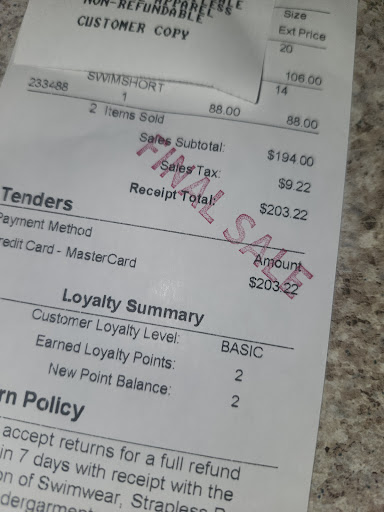 NON-REFUNDABLE
CUSTOMER COPY
Size
Ext Price
20
106.00
14
SWIMSHORT
233488 1 88.00 88.00
2 Items Sold
Sales Subtotal: $194.00
Sales Tax: $9.22
Receipt Total: $203.22
FINAL SALE
Tenders
Payment Method Amount
redit Card - MasterCard $203.22
Loyalty Summary
Customer Loyalty Level: BASIC
Earned Loyalty Points: 2
New Point Balance: 2
rn Policy
accept returns for a full refund
in 7 days with receipt with the
on of Swimwear, Strapless
dergarment